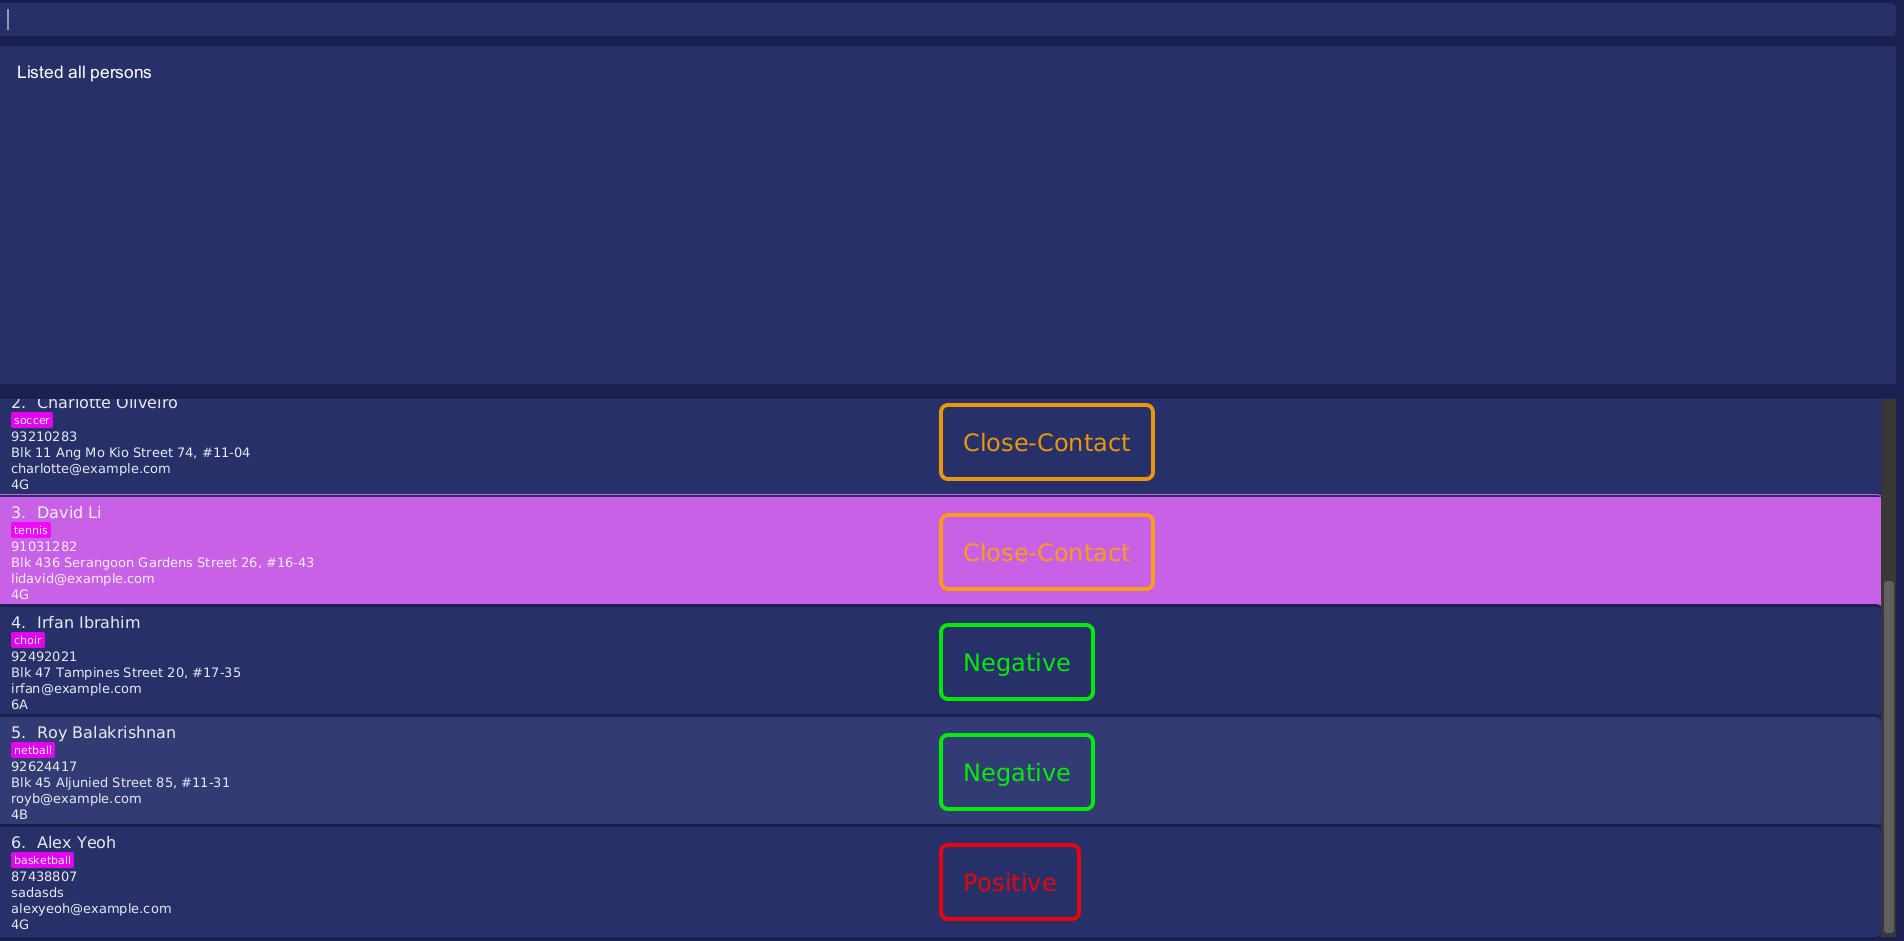 Listed all persons
2. Charlotte Oliveiro
soccer
93210283
Blk 11 Ang Mo Kio Street 74, #11-04
charlotte@example.com
4G
Close-Contact
3. David Li
tennis
91031282
Blk 436 Serangoon Gardens Street 26, #16-43
lidavid@example.com
4G
Close-Contact
4. Irfan Ibrahim
choir
92492021
Blk 47 Tampines Street 20, #17-35
irfan@example.com
6A
Negative
5. Roy Balakrishnan
netball
92624417
Blk 45 Aljunied Street 85, #11-31
royb@example.com
4B
Negative
6. Alex Yeoh
basketball
87438807
sadasds
alexyeoh@example.com
4G
Positive